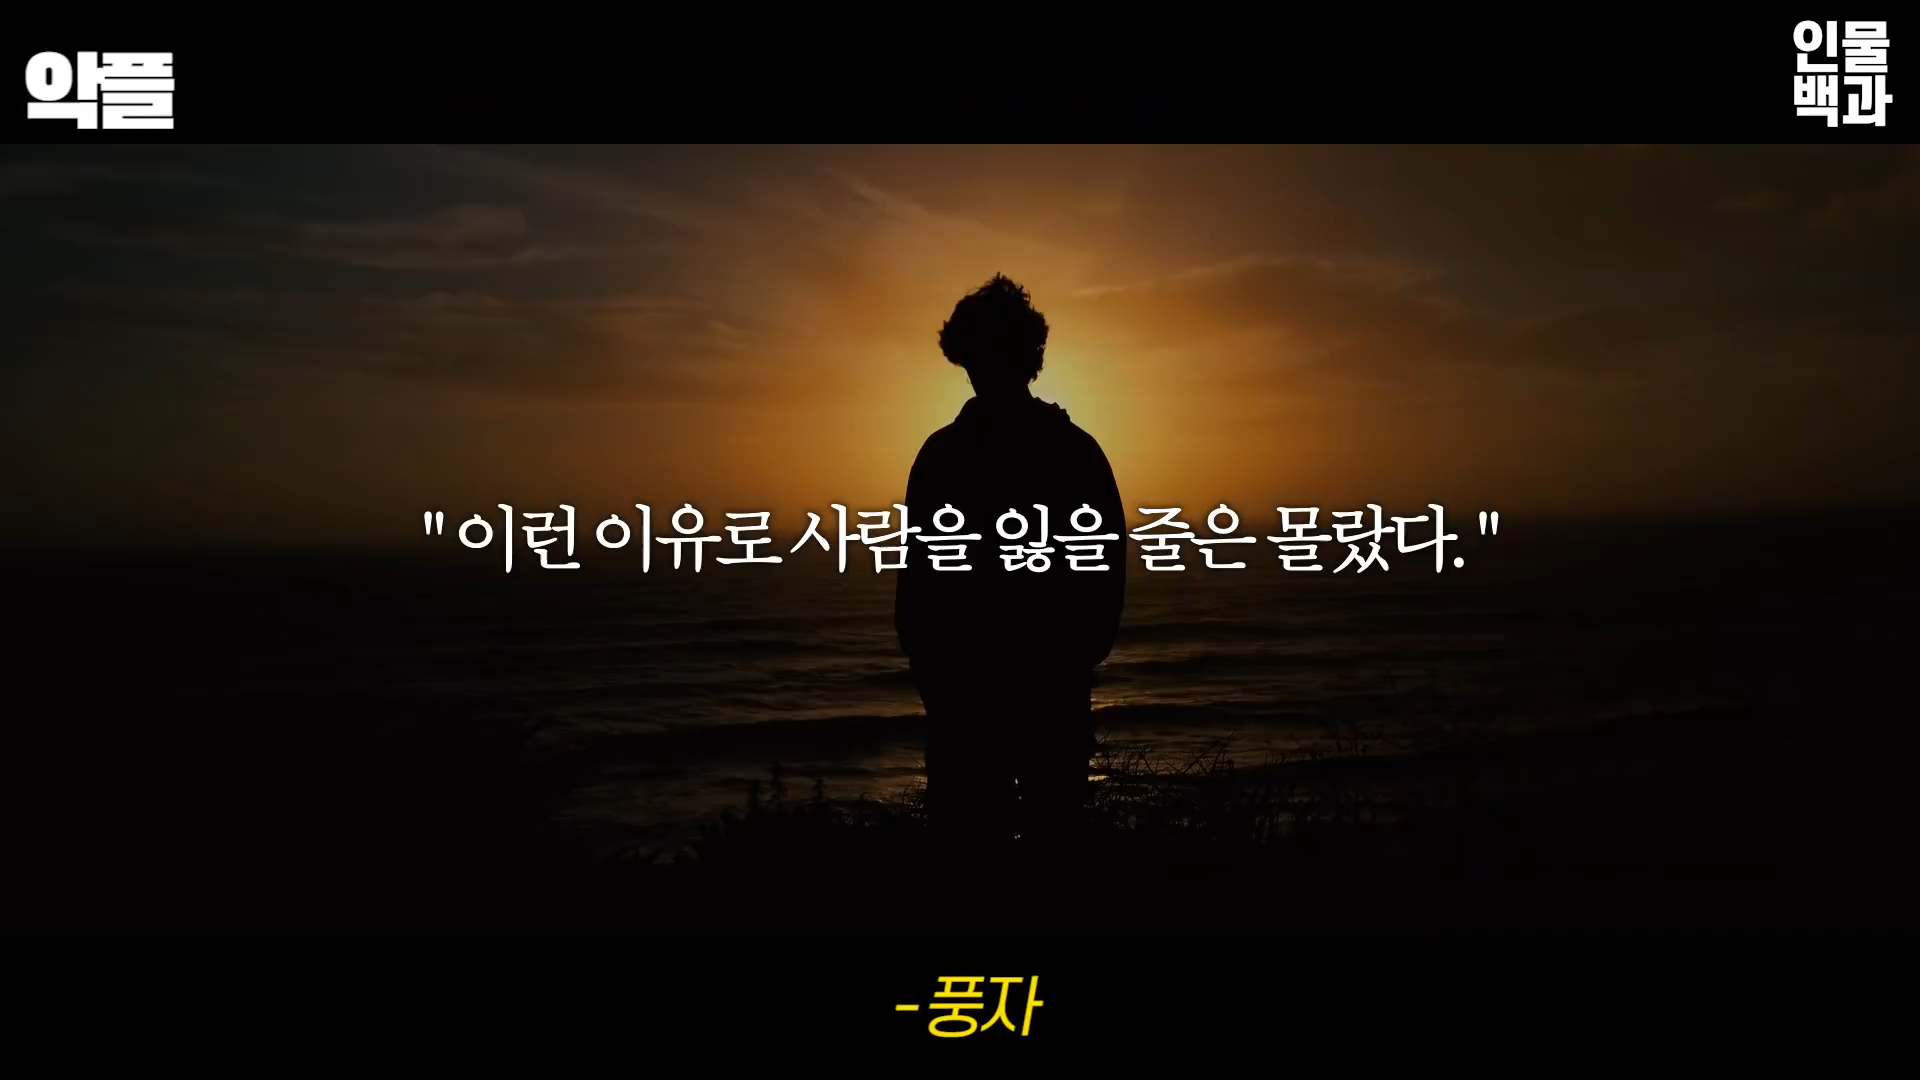 악플
인물
백과
"이런 이유로 사람을 잃을 줄은 몰랐다."
-풍자